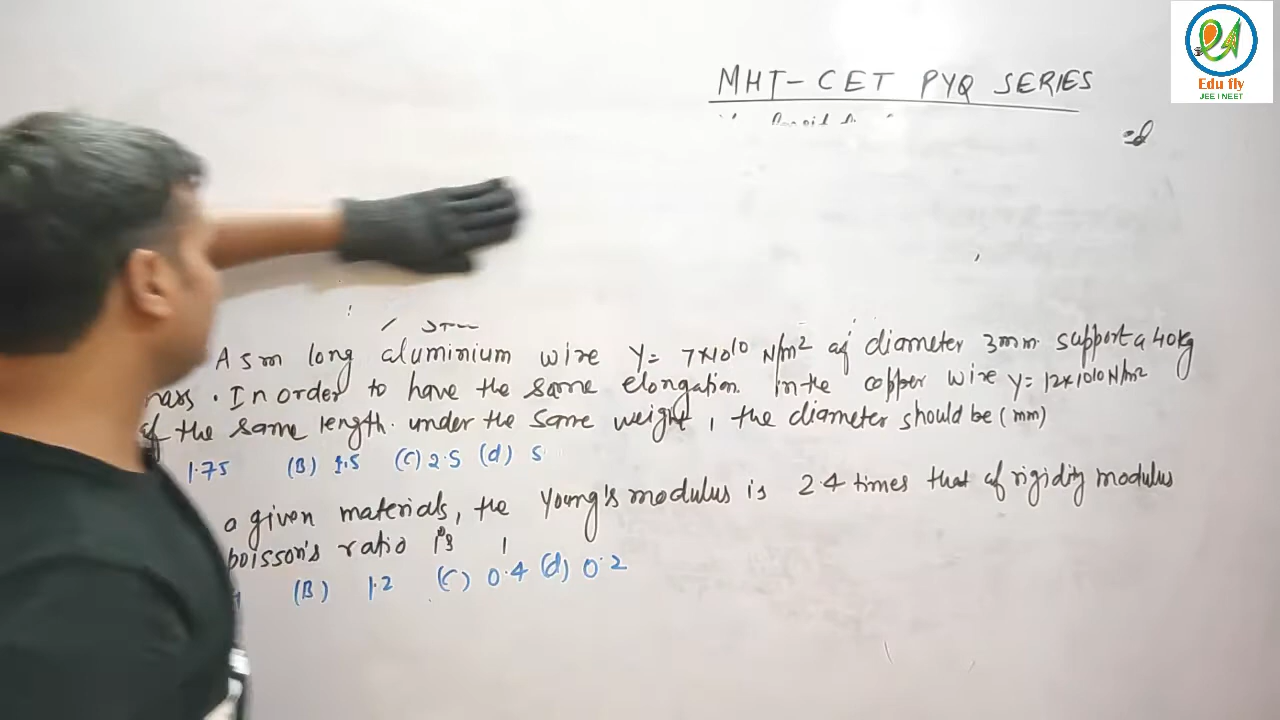 Edu fly
JEE I NEET
MHT-CET PYQ SERIES
A 5m long aluminium wire Y= 7×10¹⁰ N/m² of diameter 3mm support a 40kg
mass. In order to have the same elongation in the copper wire Y= 12×10¹⁰ N/m²
of the same length. under the same weight, the diameter should be (mm)
1.75 (B) 1.5 (C) 2.5 (d) 5
a given materials, the Young's modulus is 2.4 times that of rigidity modulus
poisson's ratio is
(B) 1.2 (C) 0.4 (d) 0.2